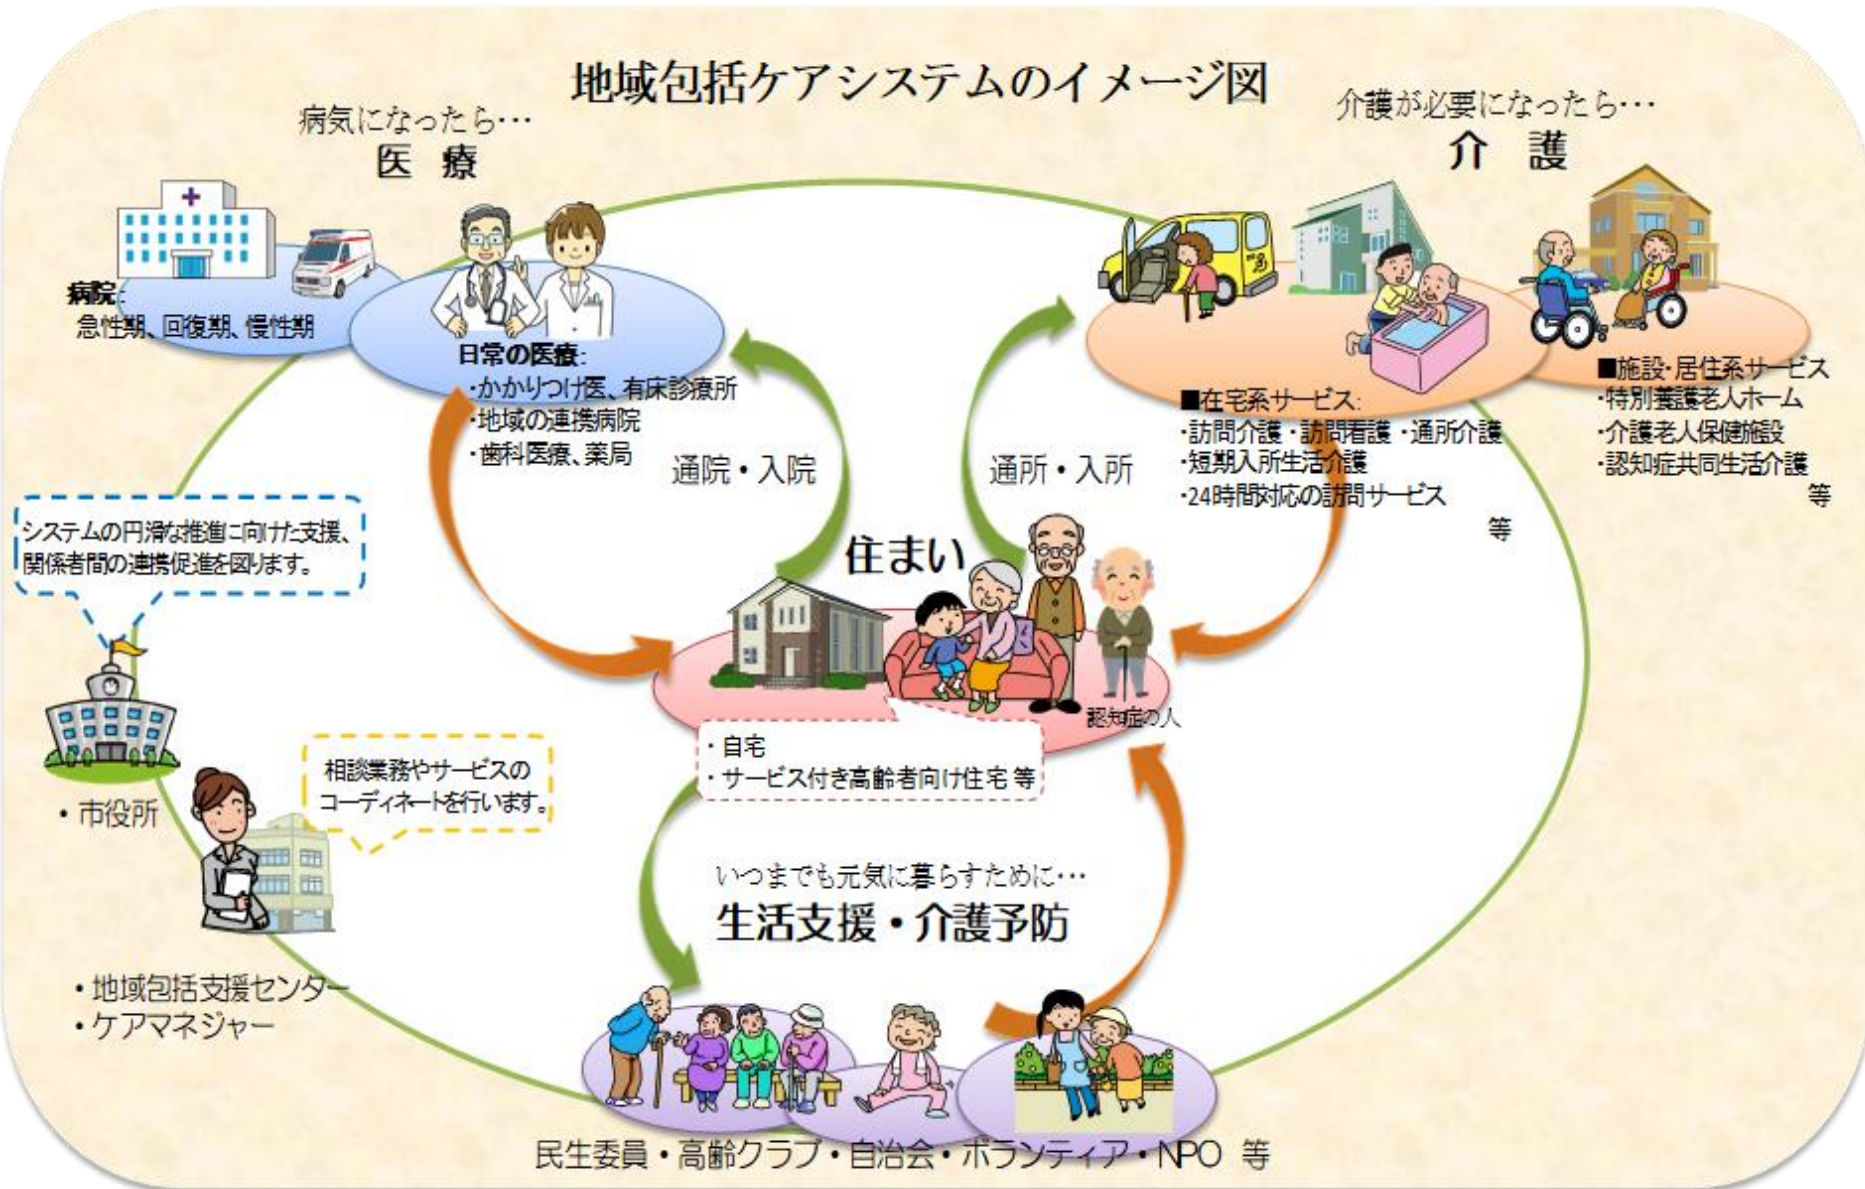 地域包括ケアシステムのイメージ図
病気になったら…
医 療
介護が必要になったら…
介 護
病院:
急性期、回復期、慢性期
日常の医療:
・かかりつけ医、有床診療所
・地域の連携病院
・歯科医療、薬局
通院・入院
通所・入所
■在宅系サービス:
・訪問介護・訪問看護・通所介護
・短期入所生活介護
・24時間対応の訪問サービス
等
■施設・居住系サービス
・特別養護老人ホーム
・介護老人保健施設
・認知症共同生活介護
等
システムの円滑な推進に向けた支援、
関係者間の連携促進を図ります。
住まい
認知症の人
・自宅
・サービス付き高齢者向け住宅 等
・市役所
相談業務やサービスの
コーディネートを行います。
・地域包括支援センター
・ケアマネジャー
いつまでも元気に暮らすために…
生活支援・介護予防
民生委員・高齢クラブ・自治会・ボランティア・NPO 等